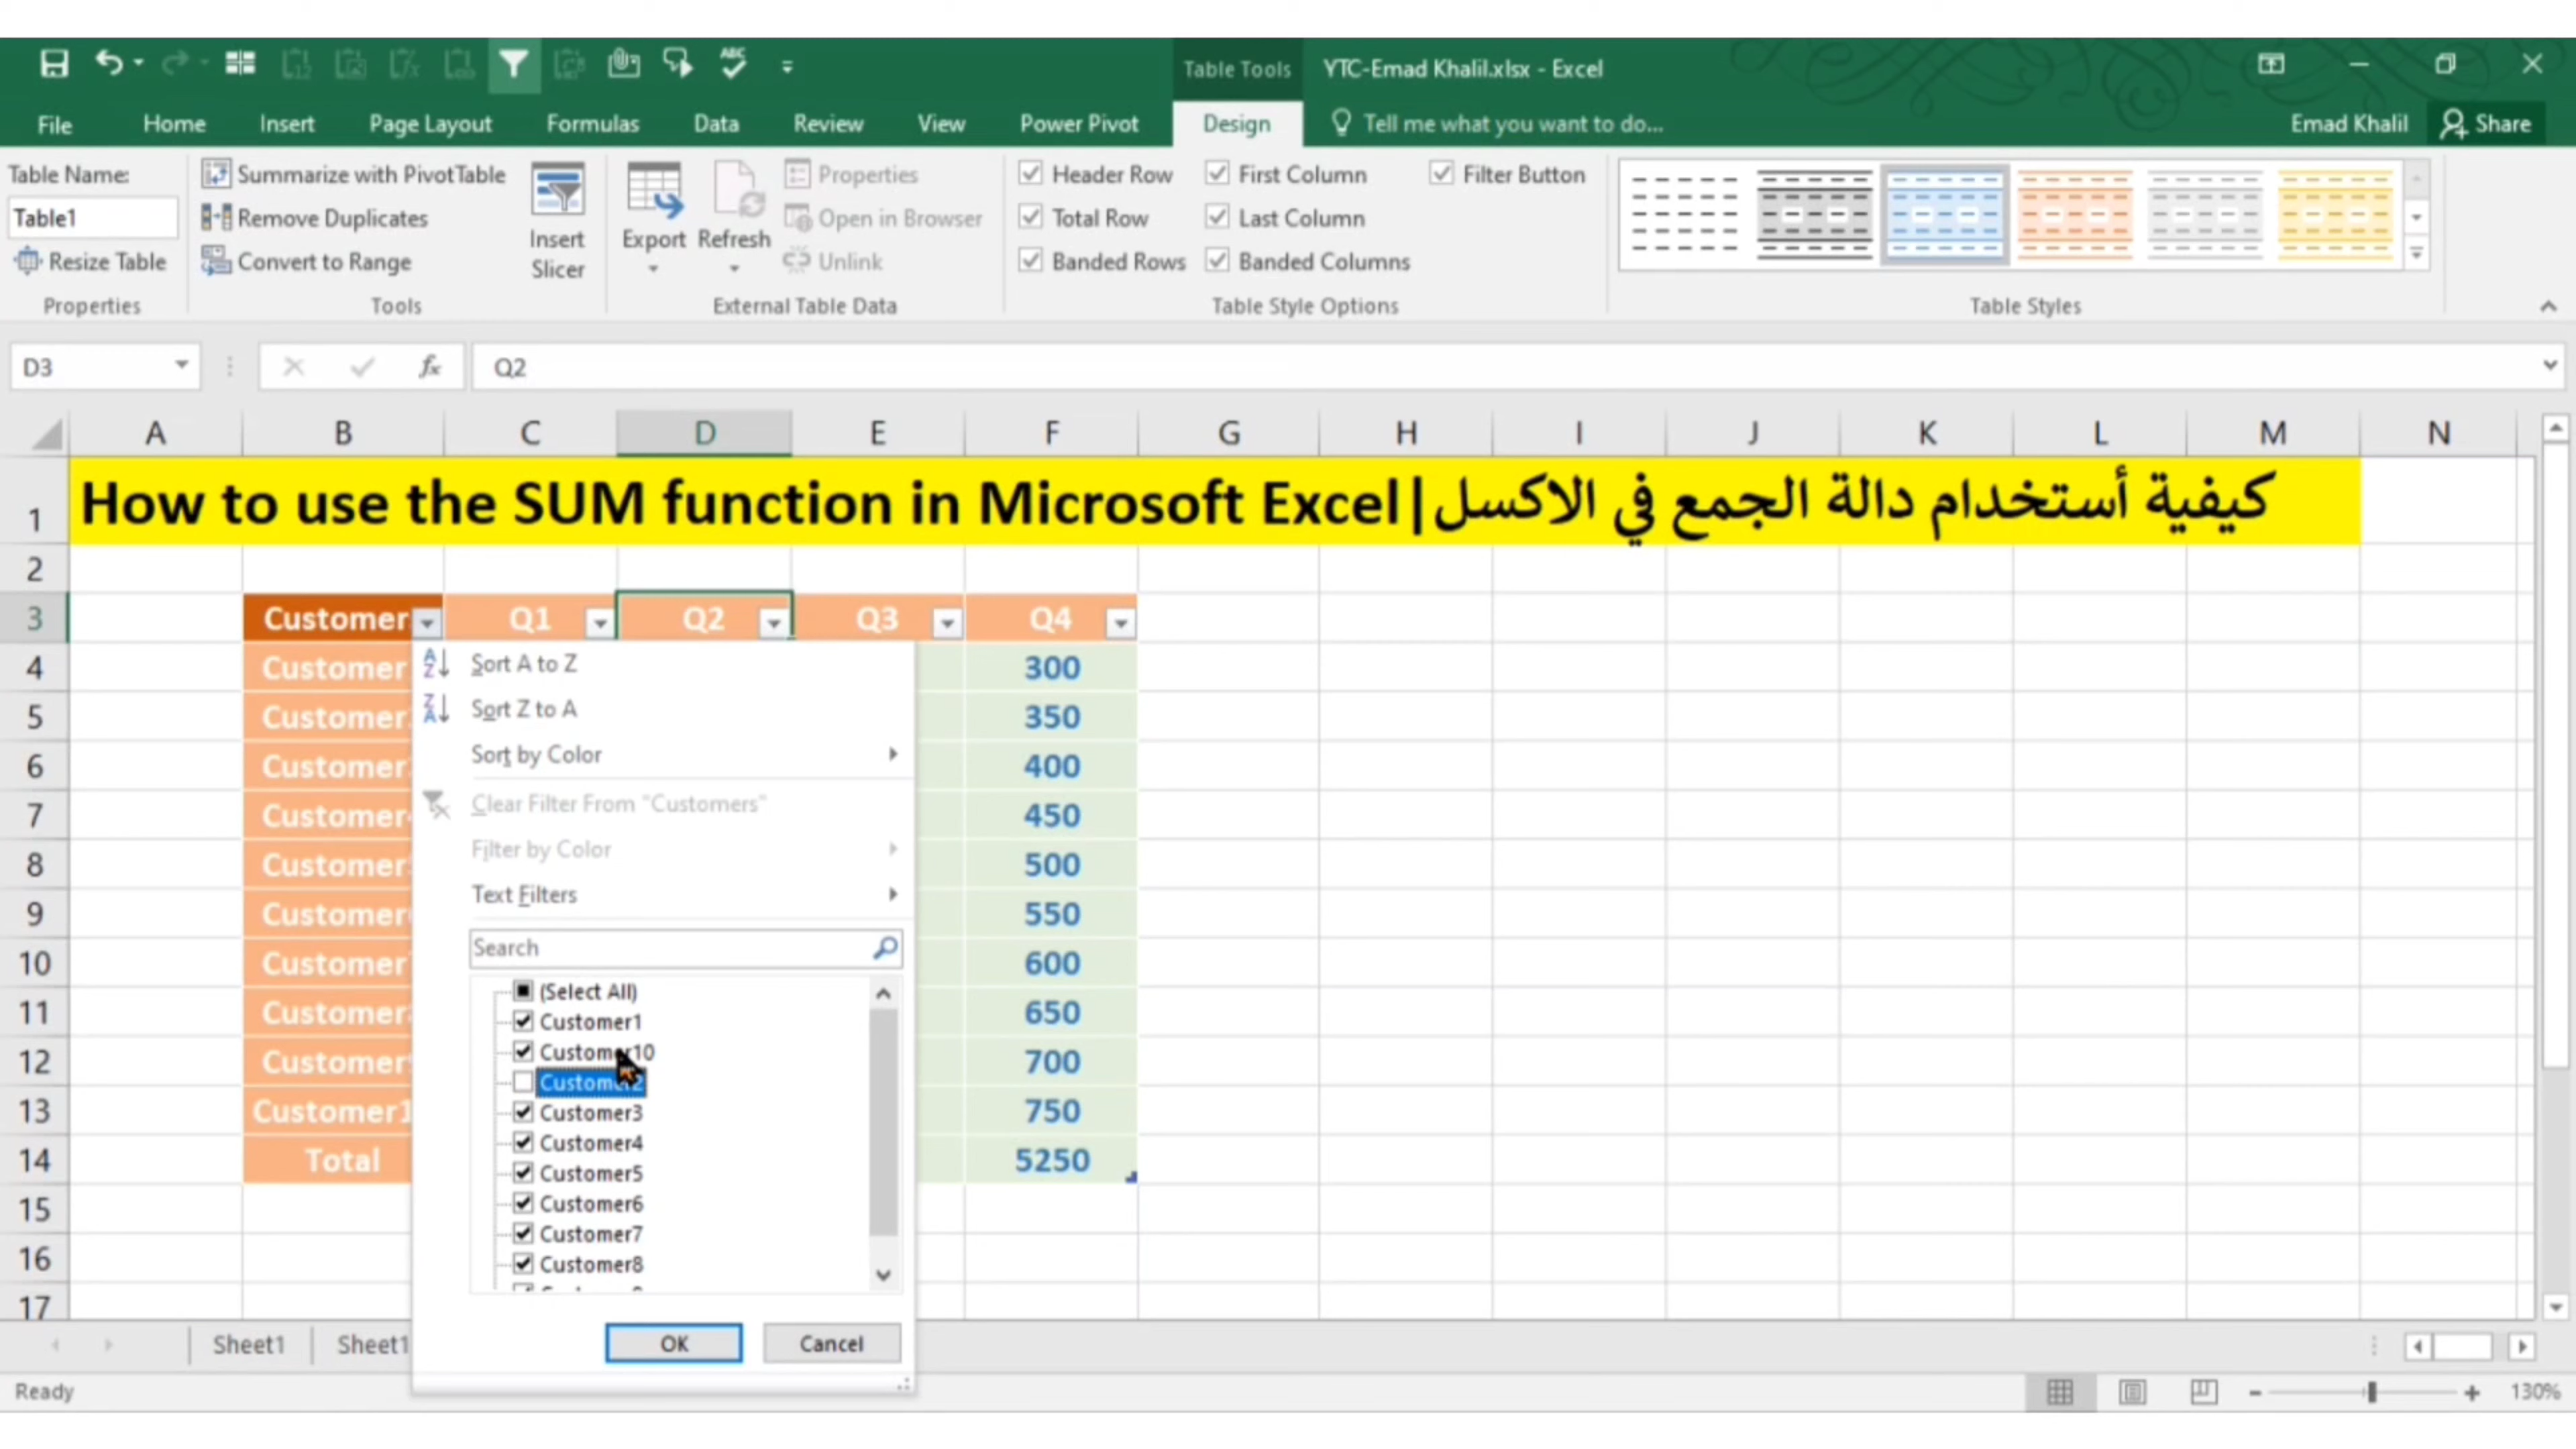 Table Tools YTC-Emad Khalil.xlsx - Excel
File Home Insert Page Layout Formulas Data Review View Power Pivot Design Tell me what you want to do... Emad Khalil Share
Table Name: Summarize with PivotTable Properties Header Row First Column Filter Button
Table1 Remove Duplicates Insert Slicer Export Refresh Open in Browser Total Row Last Column
Resize Table Convert to Range Unlink Banded Rows Banded Columns
Properties Tools External Table Data Table Style Options Table Styles
D3 fx Q2
A B C D E F G H I J K L M N
1 How to use the SUM function in Microsoft Excel|كيفية أستخدام دالة الجمع في الاكسل
2
3 Customer Q1 Q2 Q3 Q4
4 Customer 300
5 Customer 350
6 Customer 400
7 Customer 450
8 Customer 500
9 Customer 550
10 Customer 600
11 Customer 650
12 Customer 700
13 Customer1 750
14 Total 5250
15
16
17
Sort A to Z
Sort Z to A
Sort by Color
Clear Filter From "Customers"
Filter by Color
Text Filters
Search
(Select All)
Customer1
Customer10
Customer2
Customer3
Customer4
Customer5
Customer6
Customer7
Customer8
OK Cancel
Sheet1 Sheet1
Ready 130%